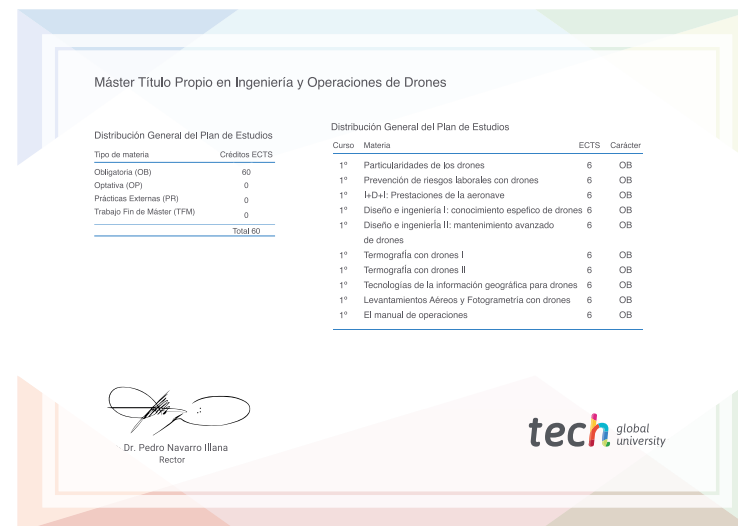 Máster Título Propio en Ingeniería y Operaciones de Drones
Distribución General del Plan de Estudios
Tipo de materia Créditos ECTS
Obligatoria (OB) 60
Optativa (OP) 0
Prácticas Externas (PR) 0
Trabajo Fin de Máster (TFM) 0
Total 60
Distribución General del Plan de Estudios
Curso Materia ECTS Carácter
1º Particularidades de los drones 6 OB
1º Prevención de riesgos laborales con drones 6 OB
1º I+D+I: Prestaciones de la aeronave 6 OB
1º Diseño e ingeniería I: conocimiento espefico de drones 6 OB
1º Diseño e ingeniería II: mantenimiento avanzado 6 OB
de drones
1º Termografía con drones I 6 OB
1º Termografía con drones II 6 OB
1º Tecnologías de la información geográfica para drones 6 OB
1º Levantamientos Aéreos y Fotogrametría con drones 6 OB
1º El manual de operaciones 6 OB
Dr. Pedro Navarro Illana
Rector
tech global
university